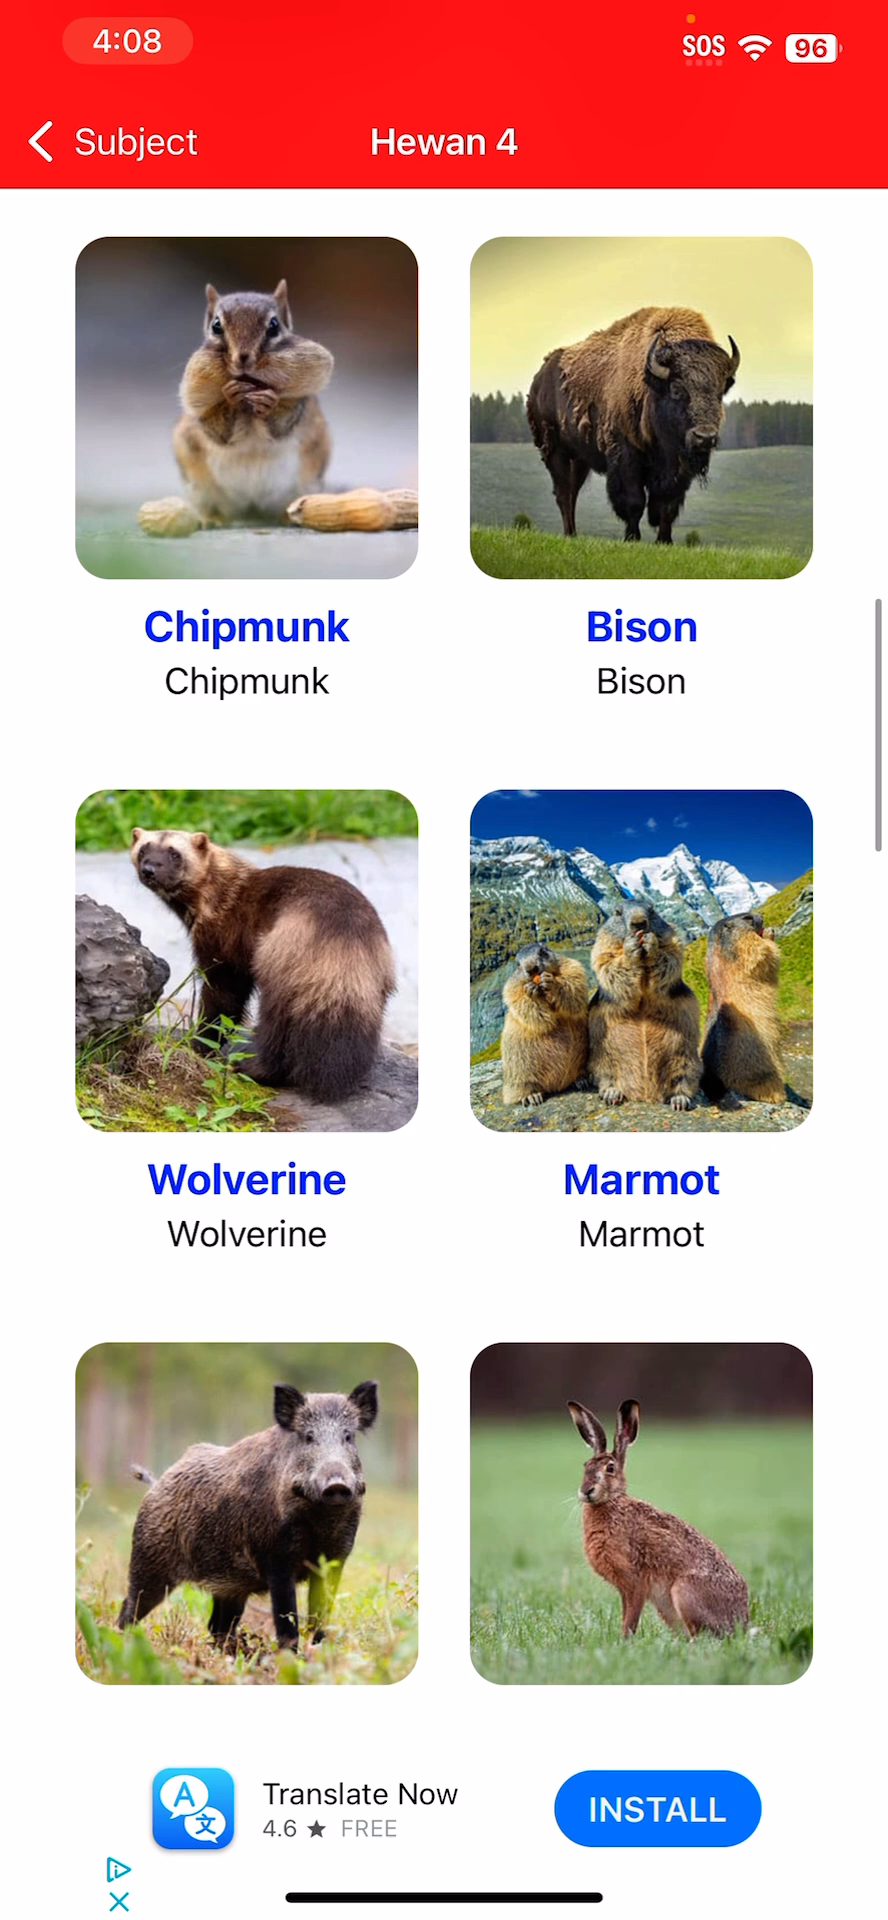 4:08
SOS
96
Subject
Hewan 4
Chipmunk
Chipmunk
Bison
Bison
Wolverine
Wolverine
Marmot
Marmot
A
文
Translate Now
4.6 ★ FREE
INSTALL